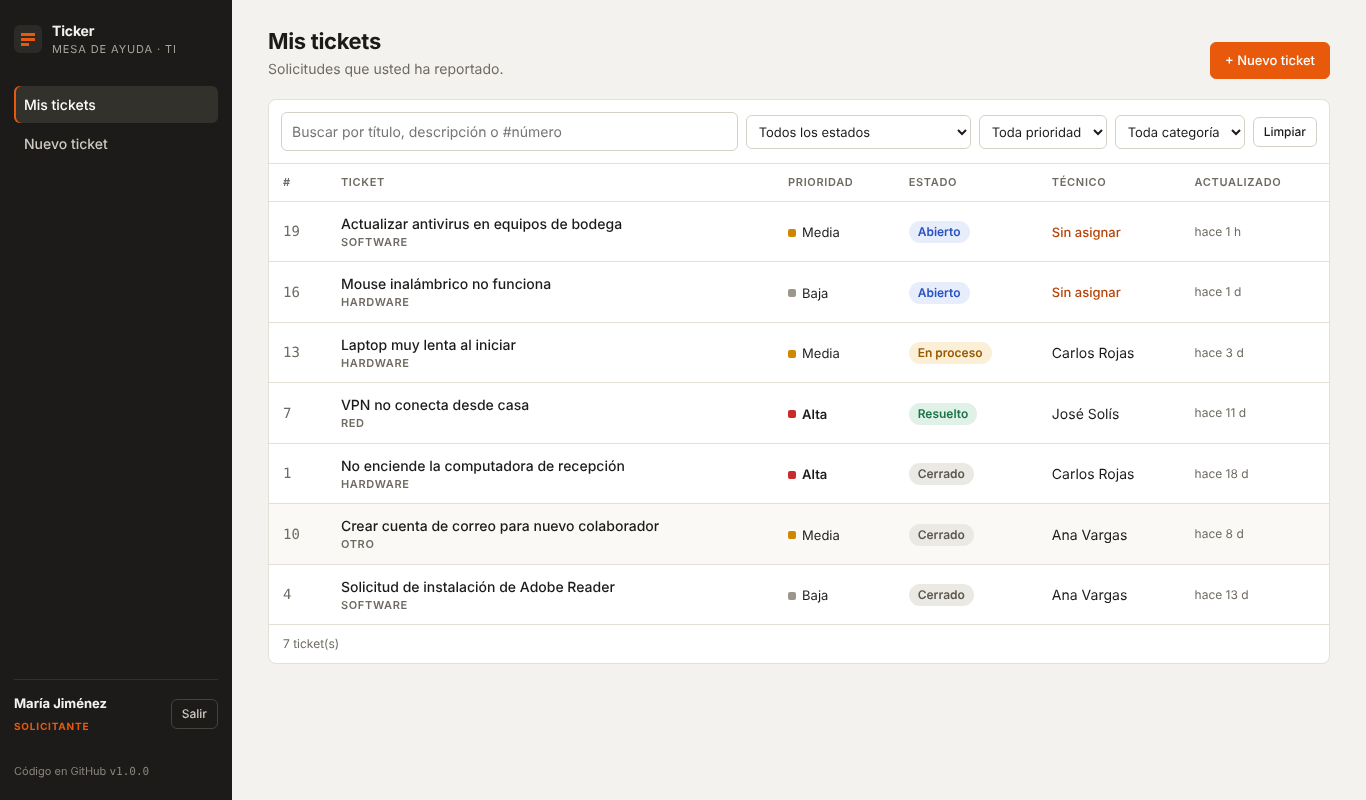 Ticker
MESA DE AYUDA · TI
Mis tickets
Nuevo ticket
María Jiménez
SOLICITANTE
Salir
Código en GitHub v1.0.0
Mis tickets
Solicitudes que usted ha reportado.
+ Nuevo ticket
Buscar por título, descripción o #número
Todos los estados
Toda prioridad
Toda categoría
Limpiar
# TICKET PRIORIDAD ESTADO TÉCNICO ACTUALIZADO
19 Actualizar antivirus en equipos de bodega Media Abierto Sin asignar hace 1 h
SOFTWARE
16 Mouse inalámbrico no funciona Baja Abierto Sin asignar hace 1 d
HARDWARE
13 Laptop muy lenta al iniciar Media En proceso Carlos Rojas hace 3 d
HARDWARE
7 VPN no conecta desde casa Alta Resuelto José Solís hace 11 d
RED
1 No enciende la computadora de recepción Alta Cerrado Carlos Rojas hace 18 d
HARDWARE
10 Crear cuenta de correo para nuevo colaborador Media Cerrado Ana Vargas hace 8 d
OTRO
4 Solicitud de instalación de Adobe Reader Baja Cerrado Ana Vargas hace 13 d
SOFTWARE
7 ticket(s)